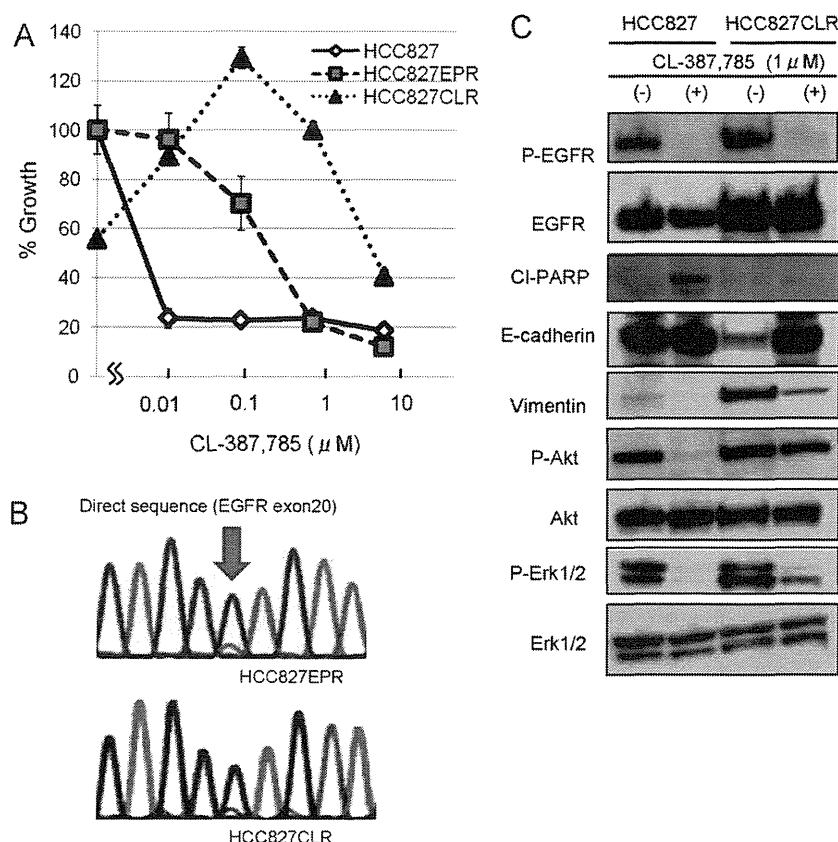 A
140
120
100
80
60
40
20
0
% Growth
HCC827
HCC827EPR
HCC827CLR
0.01
0.1
1
10
CL-387,785 ( μ M)
B
Direct sequence (EGFR exon20)
HCC827EPR
HCC827CLR
C
HCC827 HCC827CLR
CL-387,785 (1 μ M)
(-) (+) (-) (+)
P-EGFR
EGFR
Cl-PARP
E-cadherin
Vimentin
P-Akt
Akt
P-Erk1/2
Erk1/2